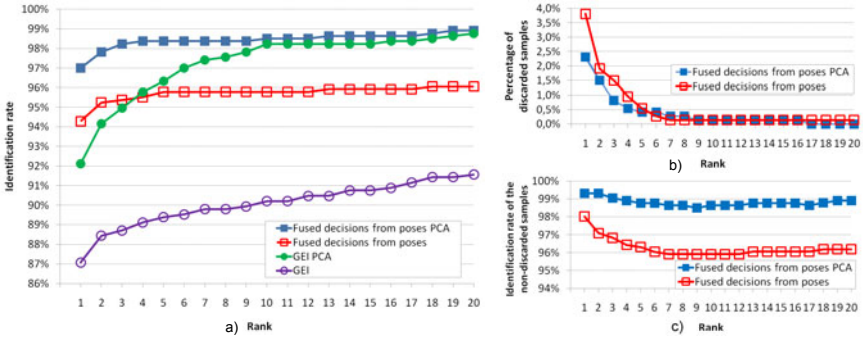 Identification rate
100%
99%
98%
97%
96%
95%
94%
93%
92%
91%
90%
89%
88%
87%
86%
Fused decisions from poses PCA
Fused decisions from poses
GEI PCA
GEI
1 2 3 4 5 6 7 8 9 10 11 12 13 14 15 16 17 18 19 20
a) Rank
Percentage of
discarded samples
4,0%
3,5%
3,0%
2,5%
2,0%
1,5%
1,0%
0,5%
0,0%
Fused decisions from poses PCA
Fused decisions from poses
1 2 3 4 5 6 7 8 9 10 11 12 13 14 15 16 17 18 19 20
b) Rank
Identification rate of the
non-discarded samples
100%
99%
98%
97%
96%
95%
94%
Fused decisions from poses PCA
Fused decisions from poses
1 2 3 4 5 6 7 8 9 10 11 12 13 14 15 16 17 18 19 20
c) Rank